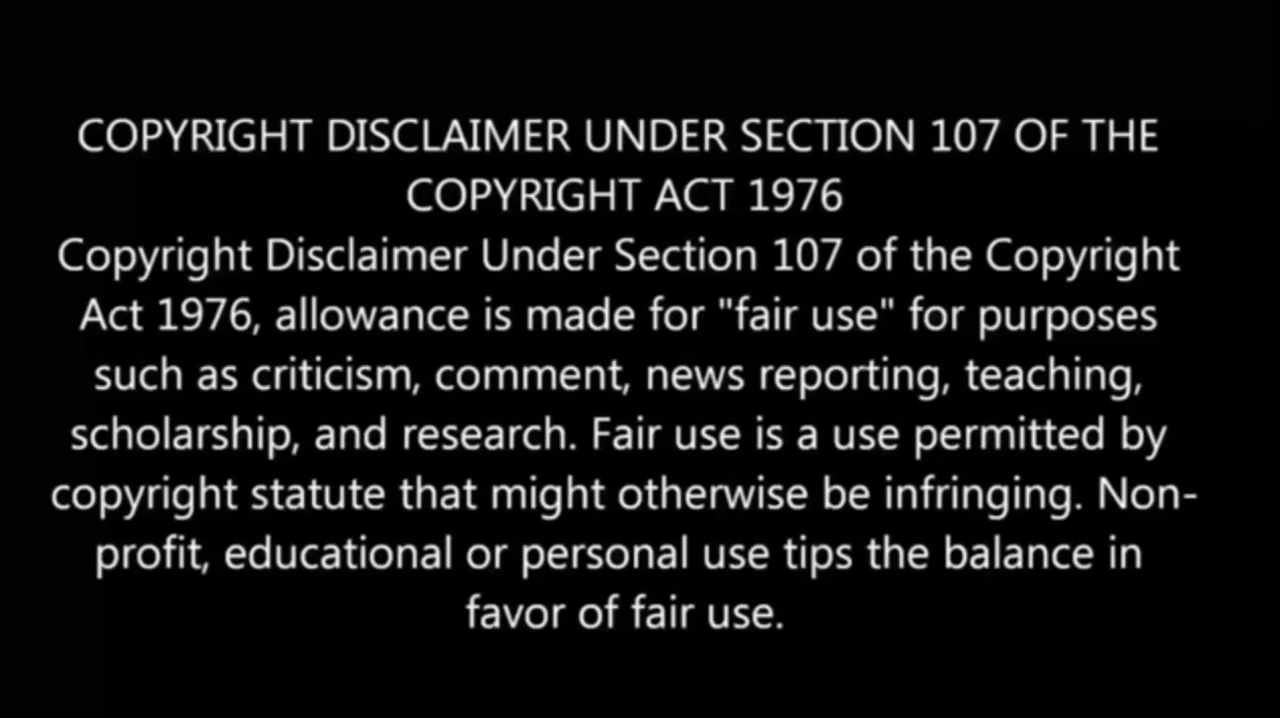 COPYRIGHT DISCLAIMER UNDER SECTION 107 OF THE
COPYRIGHT ACT 1976
Copyright Disclaimer Under Section 107 of the Copyright
Act 1976, allowance is made for "fair use" for purposes
such as criticism, comment, news reporting, teaching,
scholarship, and research. Fair use is a use permitted by
copyright statute that might otherwise be infringing. Non-
profit, educational or personal use tips the balance in
favor of fair use.